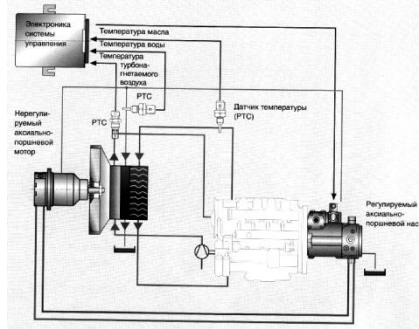 Электроника
системы
управления
Температура масла
Температура воды
Температура
турбона-
гнетаемого
воздуха
PTC
PTC
Датчик температуры
(PTC)
Нерегули-
руемый
аксиально-
поршневой
мотор
Регулируемый
аксиально-
поршневой нас